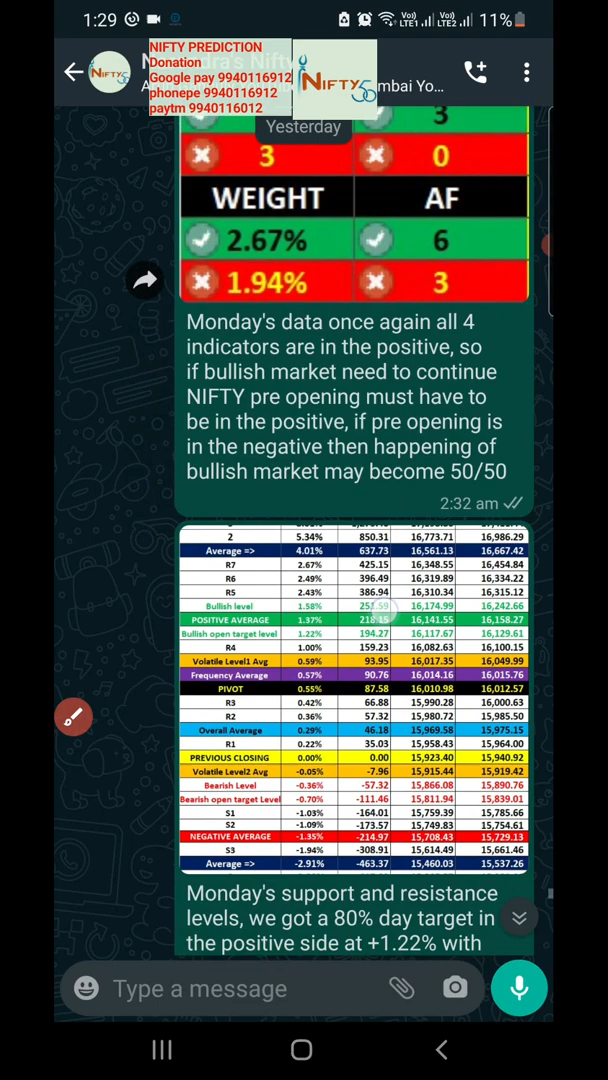 1:29
Vo))
LTE1
Vo))
LTE2
11%
NIFTY PREDICTION
Donation
Google pay 9940116912
phonepe 9940116912
paytm 9940116012
NIFTY50
NIFTY
50
mbai Yo...
Yesterday
3
3 0
WEIGHT AF
2.67% 6
1.94% 3
Monday's data once again all 4
indicators are in the positive, so
if bullish market need to continue
NIFTY pre opening must have to
be in the positive, if pre opening is
in the negative then happening of
bullish market may become 50/50
2:32 am
2 5.34% 850.31 16,773.71 16,986.29
Average => 4.01% 637.73 16,561.13 16,667.42
R7 2.67% 425.15 16,348.55 16,454.84
R6 2.49% 396.49 16,319.89 16,334.22
R5 2.43% 386.94 16,310.34 16,315.12
Bullish level 1.58% 251.59 16,174.99 16,242.66
POSITIVE AVERAGE 1.37% 218.15 16,141.55 16,158.27
Bullish open target level 1.22% 194.27 16,117.67 16,129.61
R4 1.00% 159.23 16,082.63 16,100.15
Volatile Level1 Avg 0.59% 93.95 16,017.35 16,049.99
Frequency Average 0.57% 90.76 16,014.16 16,015.76
PIVOT 0.55% 87.58 16,010.98 16,012.57
R3 0.42% 66.88 15,990.28 16,000.63
R2 0.36% 57.32 15,980.72 15,985.50
Overall Average 0.29% 46.18 15,969.58 15,975.15
R1 0.22% 35.03 15,958.43 15,964.00
PREVIOUS CLOSING 0.00% 0.00 15,923.40 15,940.92
Volatile Level2 Avg -0.05% -7.96 15,915.44 15,919.42
Bearish Level -0.36% -57.32 15,866.08 15,890.76
Bearish open target Level -0.70% -111.46 15,811.94 15,839.01
S1 -1.03% -164.01 15,759.39 15,785.66
S2 -1.09% -173.57 15,749.83 15,754.61
NEGATIVE AVERAGE -1.35% -214.97 15,708.43 15,729.13
S3 -1.94% -308.91 15,614.49 15,661.46
Average => -2.91% -463.37 15,460.03 15,537.26
Monday's support and resistance
levels, we got a 80% day target in
the positive side at +1.22% with
Type a message